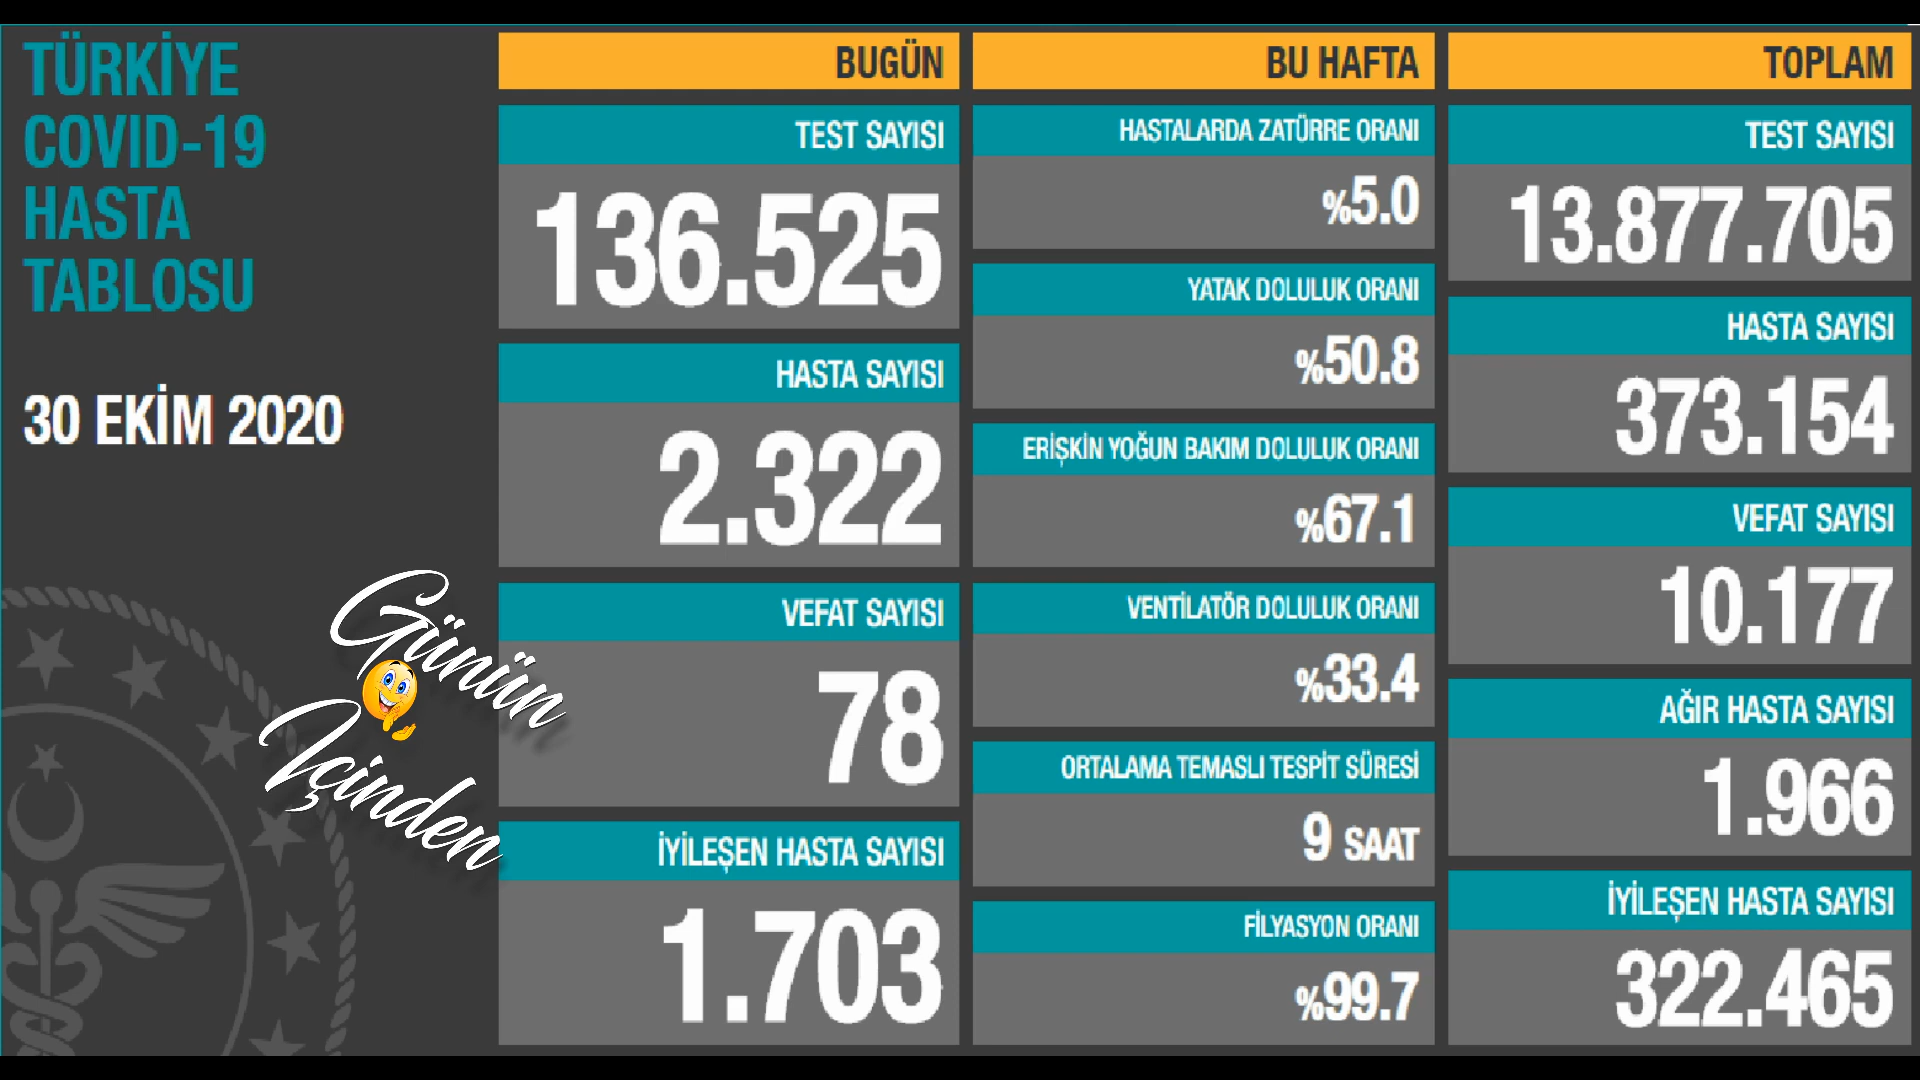 TÜRKİYE
COVID-19
HASTA
TABLOSU
30 EKİM 2020
Günün
İçinden
BUGÜN
TEST SAYISI
136.525
HASTA SAYISI
2.322
VEFAT SAYISI
78
İYİLEŞEN HASTA SAYISI
1.703
BU HAFTA
HASTALARDA ZATÜRRE ORANI
%5.0
YATAK DOLULUK ORANI
%50.8
ERİŞKİN YOĞUN BAKIM DOLULUK ORANI
%67.1
VENTİLATÖR DOLULUK ORANI
%33.4
ORTALAMA TEMASLI TESPİT SÜRESİ
9 SAAT
FİLYASYON ORANI
%99.7
TOPLAM
TEST SAYISI
13.877.705
HASTA SAYISI
373.154
VEFAT SAYISI
10.177
AĞIR HASTA SAYISI
1.966
İYİLEŞEN HASTA SAYISI
322.465